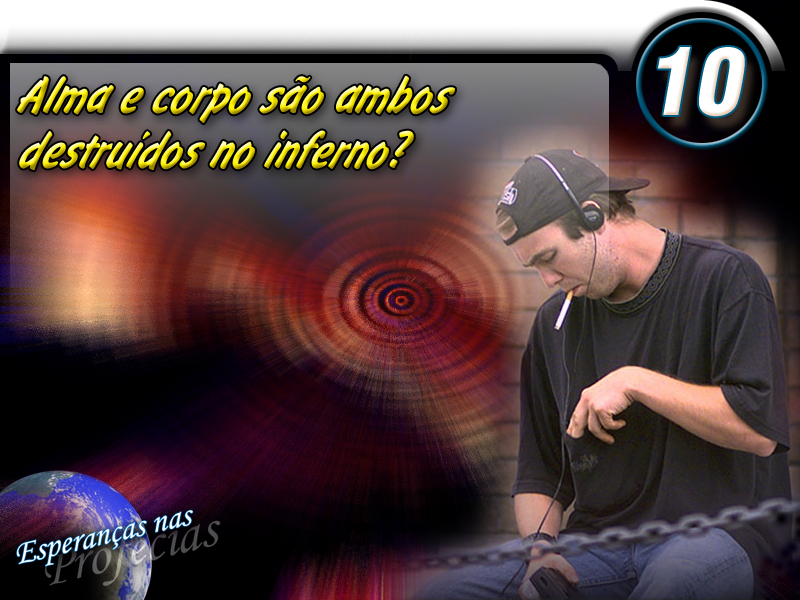 10
Alma e corpo são ambos
destruídos no inferno?
Esperanças nas
Profecias